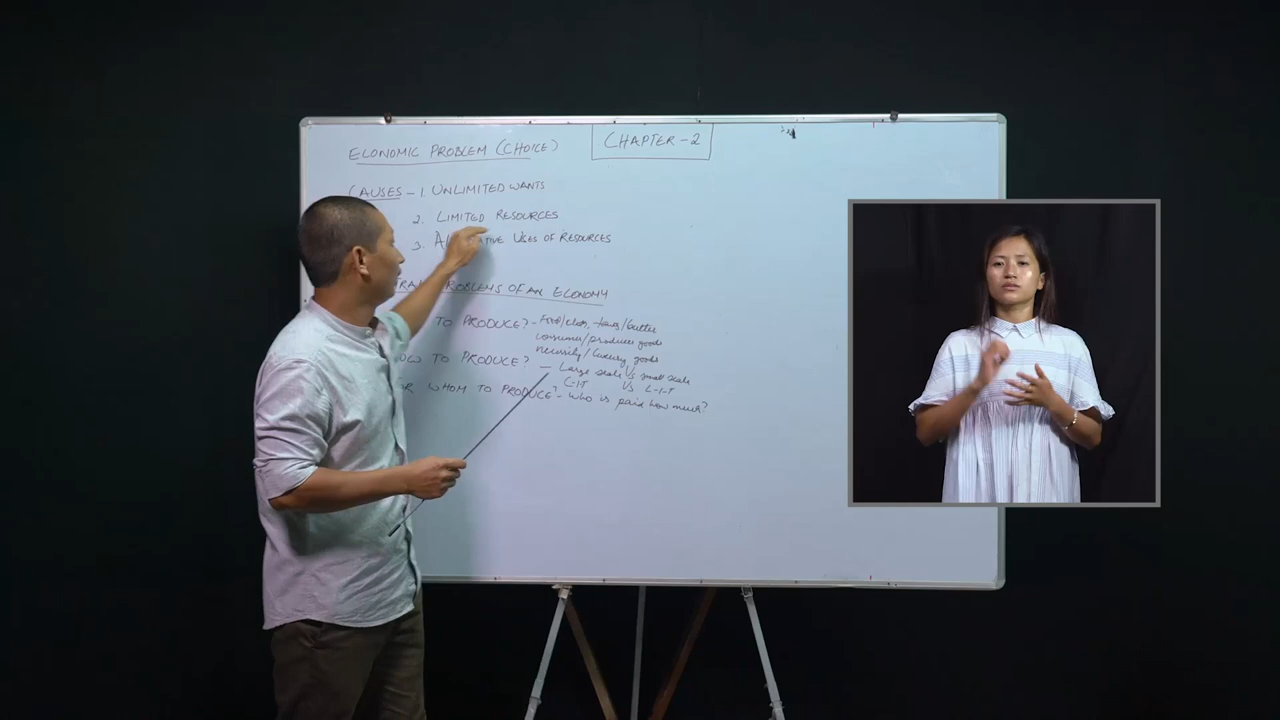 ECONOMIC PROBLEM (CHOICE)
CHAPTER-2
CAUSES - 1. UNLIMITED WANTS
2. LIMITED RESOURCES
3. USES OF RESOURCES
PROBLEMS OF AN ECONOMY
TO PRODUCE? -
consumer/producer goods
necessity/luxury goods
TO PRODUCE? - Large scale Vs small scale
C-I-T Vs L-I-T
WHOM TO PRODUCE? - Who is paid how much?